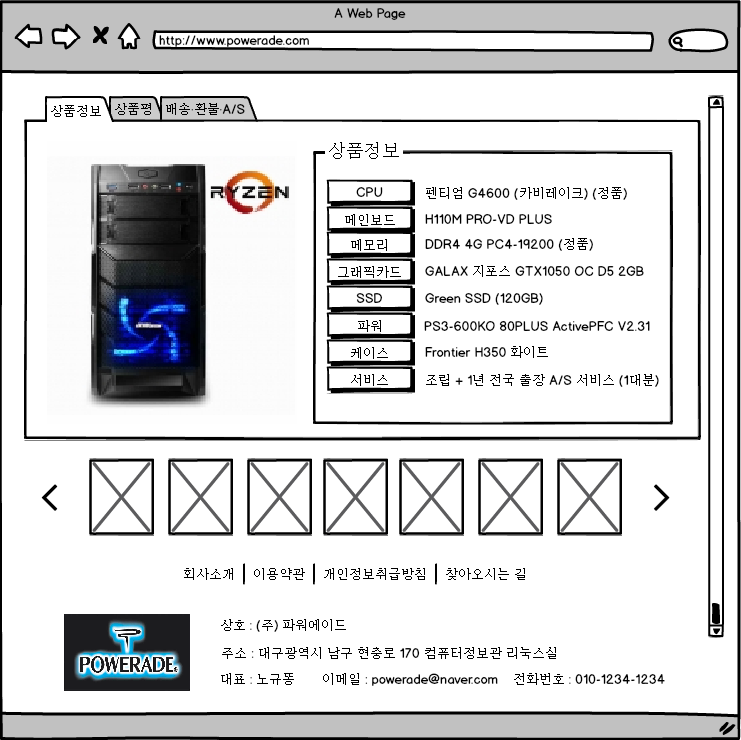 A Web Page
http://www.powerade.com
상품정보 상품평 배송·환불·A/S
RYZEN
상품정보
CPU 펜티엄 G4600 (카비레이크) (정품)
메인보드 H110M PRO-VD PLUS
메모리 DDR4 4G PC4-19200 (정품)
그래픽카드 GALAX 지포스 GTX1050 OC D5 2GB
SSD Green SSD (120GB)
파워 PS3-600KO 80PLUS ActivePFC V2.31
케이스 Frontier H350 화이트
서비스 조립 + 1년 전국 출장 A/S 서비스 (1대분)
회사소개 | 이용약관 | 개인정보취급방침 | 찾아오시는 길
POWERADE
상호 : (주) 파워에이드
주소 : 대구광역시 남구 현충로 170 컴퓨터정보관 리눅스실
대표 : 노규퐁 이메일 : powerade@naver.com 전화번호 : 010-1234-1234